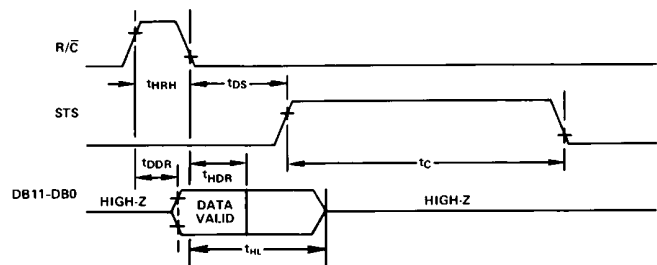 R/C̅
tHRH
tDS
STS
tC
tDDR
tHDR
DB11-DB0
HIGH-Z
DATA
VALID
HIGH-Z
tHL